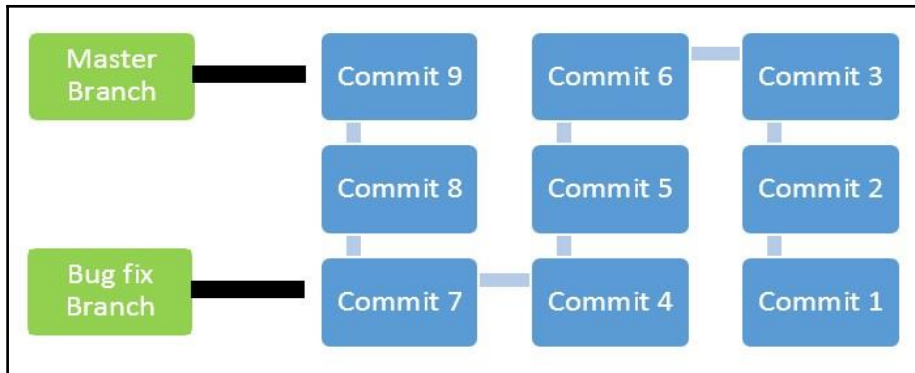 Master
Branch
Commit 9
Commit 6
Commit 3
Commit 8
Commit 5
Commit 2
Bug fix
Branch
Commit 7
Commit 4
Commit 1